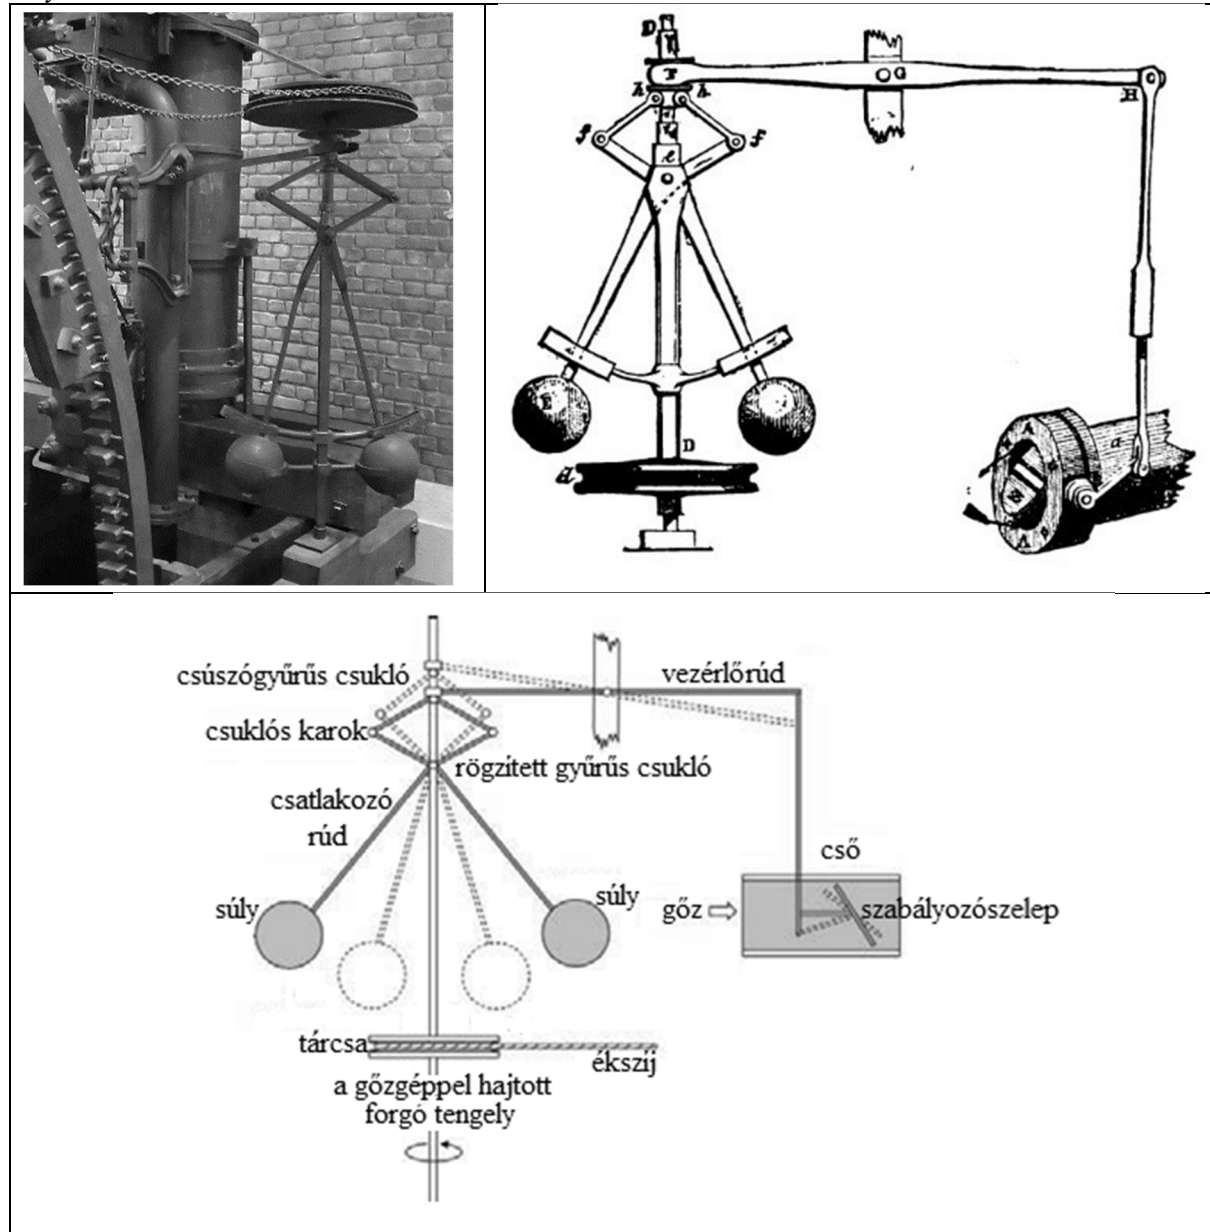 D
F
G
H
h
h
f
f
e
E
D
d
a
A
csúszógyűrűs csukló
vezérlőrúd
csuklós karok
rögzített gyűrűs csukló
csatlakozó
rúd
cső
súly
súly
gőz
szabályozószelep
tárcsa
ékszíj
a gőzgéppel hajtott
forgó tengely